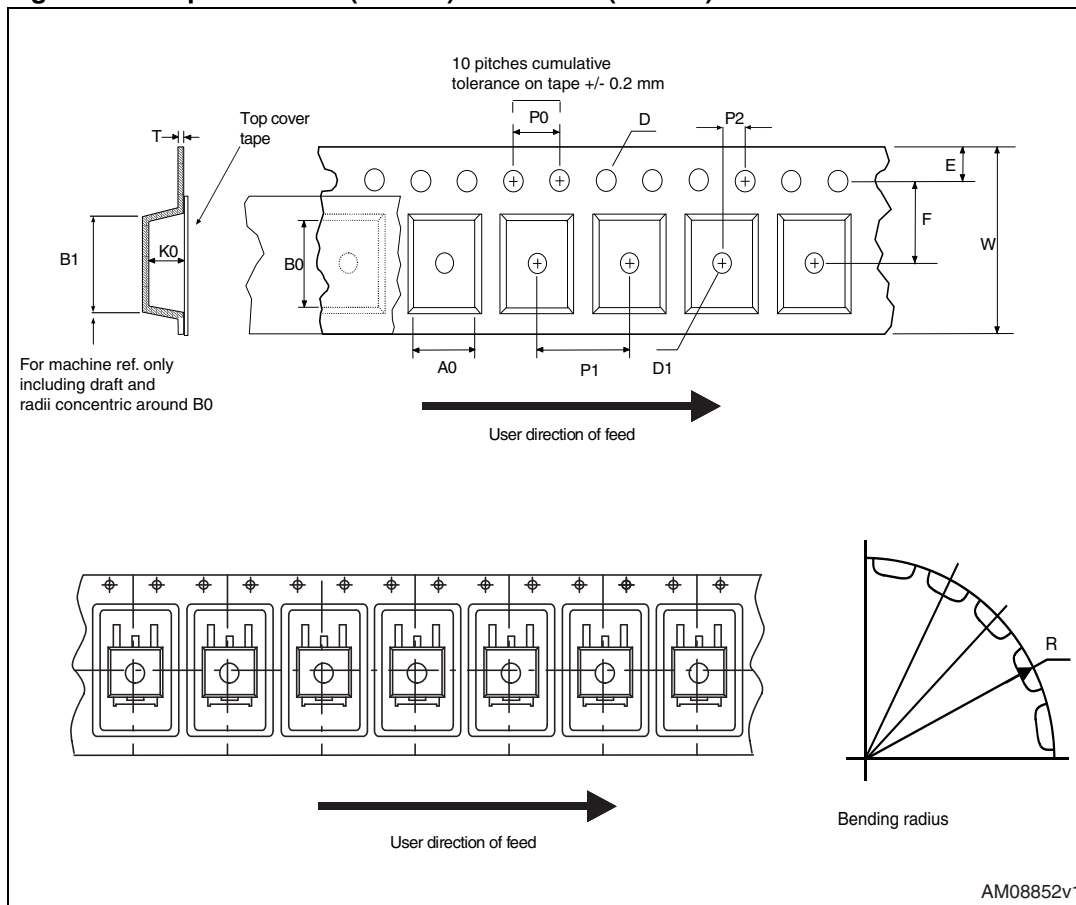 10 pitches cumulative
tolerance on tape +/- 0.2 mm
P0
D
P2
T
Top cover
tape
E
F
W
B1
K0
B0
For machine ref. only
including draft and
radii concentric around B0
A0
P1
D1
User direction of feed
R
User direction of feed
Bending radius
AM08852v1